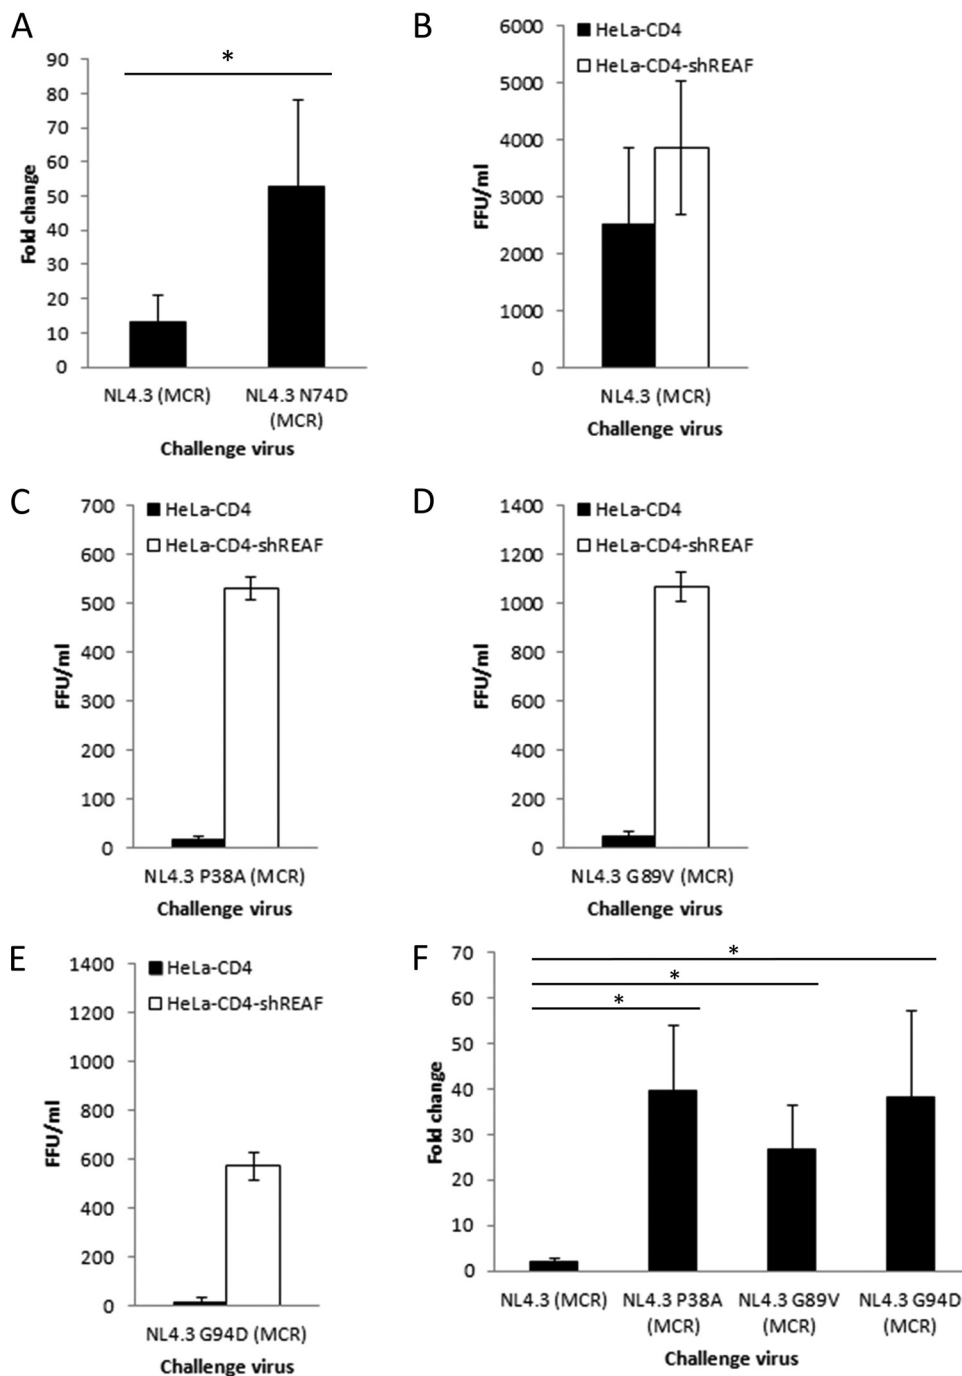 A
*
90
80
70
60
50
40
30
20
10
0
Fold change
NL4.3 (MCR)
NL4.3 N74D
(MCR)
Challenge virus
B
HeLa-CD4
HeLa-CD4-shREAF
6000
5000
4000
3000
2000
1000
0
FFU/ml
NL4.3 (MCR)
Challenge virus
C
HeLa-CD4
HeLa-CD4-shREAF
700
600
500
400
300
200
100
0
FFU/ml
NL4.3 P38A (MCR)
Challenge virus
D
HeLa-CD4
HeLa-CD4-shREAF
1400
1200
1000
800
600
400
200
0
FFU/ml
NL4.3 G89V (MCR)
Challenge virus
E
HeLa-CD4
HeLa-CD4-shREAF
1400
1200
1000
800
600
400
200
0
FFU/ml
NL4.3 G94D (MCR)
Challenge virus
F
*
*
*
70
60
50
40
30
20
10
0
Fold change
NL4.3 (MCR)
NL4.3 P38A
(MCR)
NL4.3 G89V
(MCR)
NL4.3 G94D
(MCR)
Challenge virus